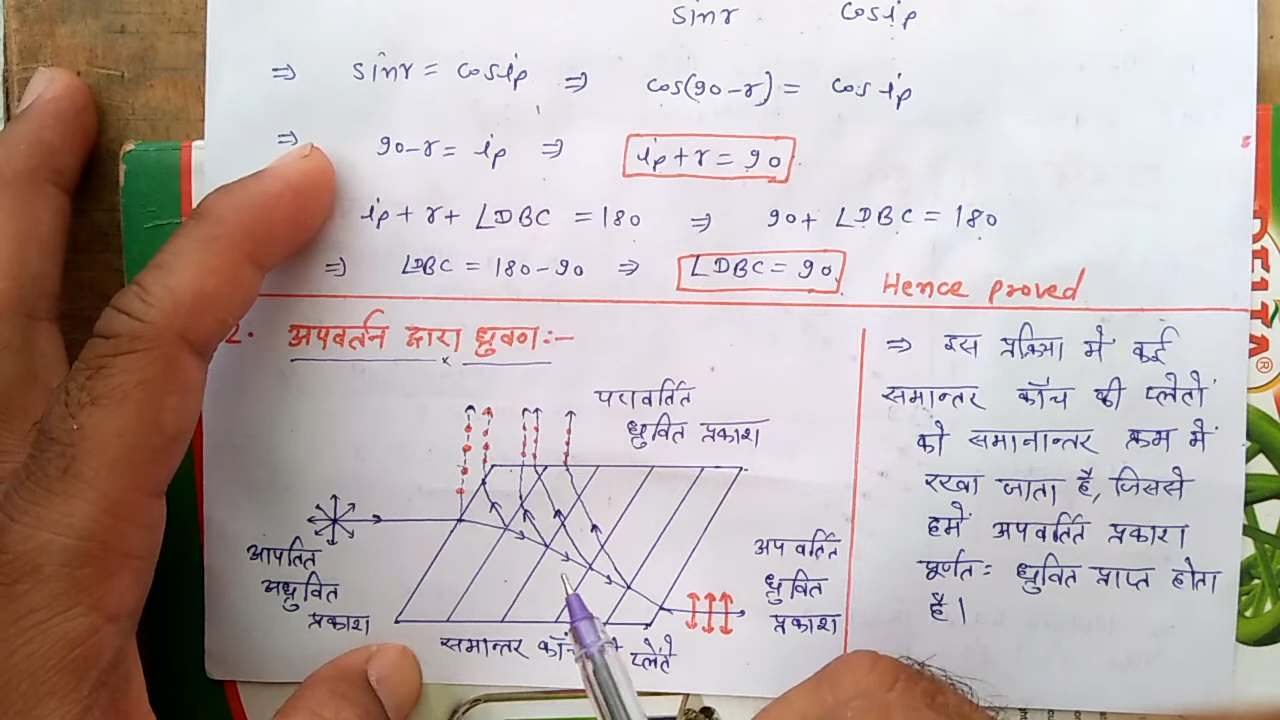 sinr cosip
⇒ sinr = cosip ⇒ cos(90-r) = cosip
⇒ 90-r = ip ⇒ ip + r = 90
ip + r + ∠DBC = 180 ⇒ 90 + ∠DBC = 180
⇒ ∠DBC = 180-90 ⇒ ∠DBC = 90 Hence proved
2. अपवर्तन द्वारा ध्रुवण :-
परावर्तित
ध्रुवित प्रकाश
आपतित
अध्रुवित
प्रकाश
अपवर्तित
ध्रुवित
प्रकाश
समान्तर प्लेटे
⇒ इस प्रक्रिया में कई
समान्तर काँच की प्लेटों
को समानान्तर क्रम में
रखा जाता है, जिससे
हमें अपवर्तित प्रकाश
पूर्णतः ध्रुवित प्राप्त होता
है।
DELTA®